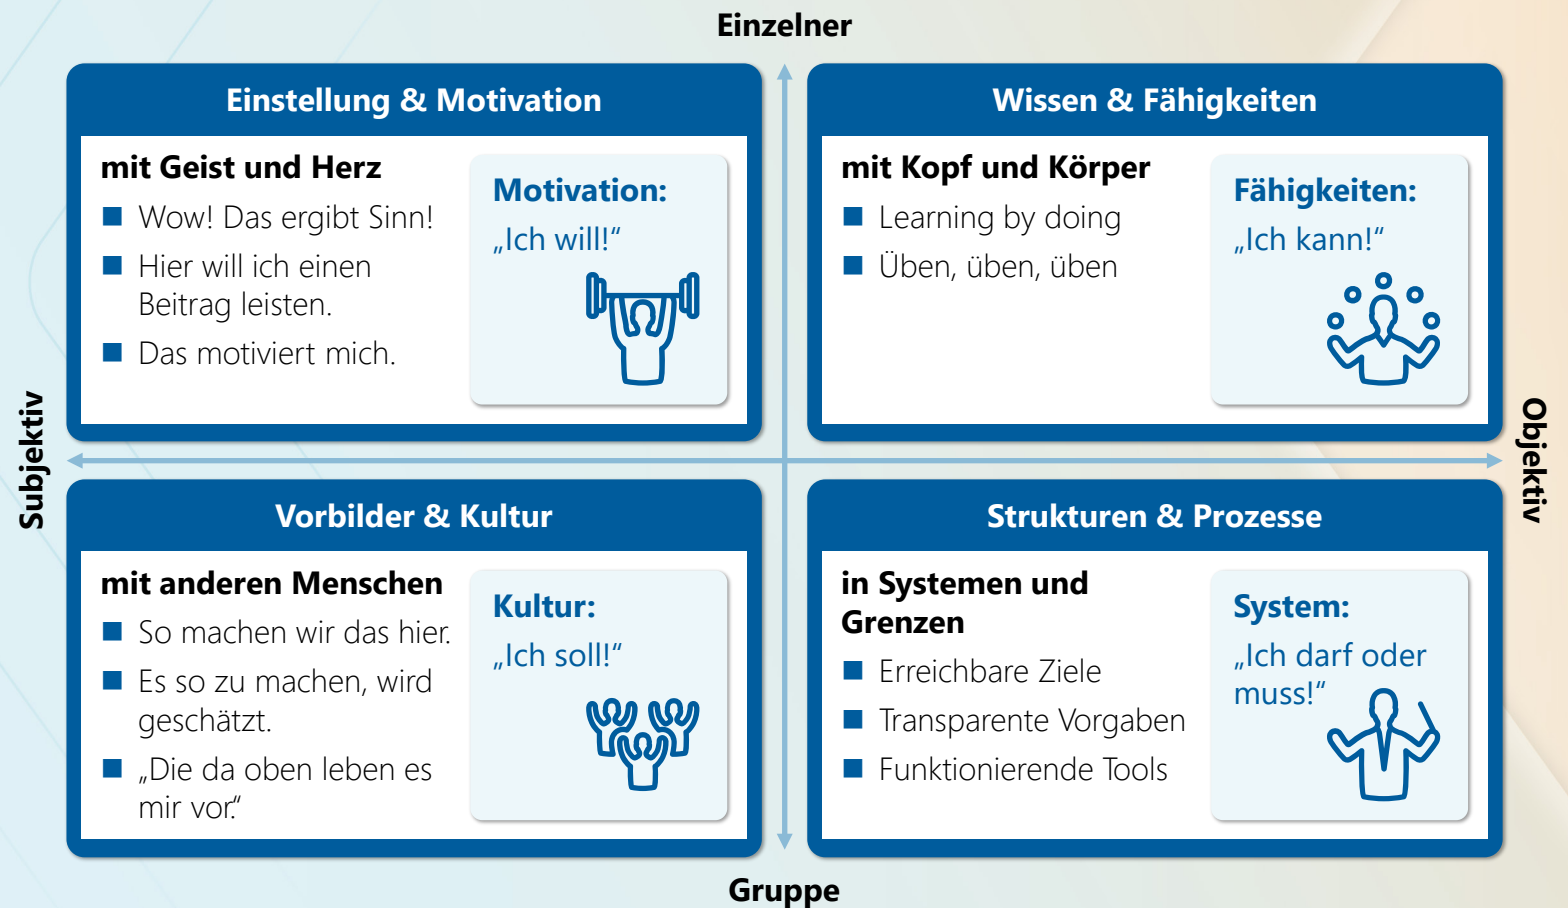 Einzelner
Einstellung & Motivation
mit Geist und Herz
Wow! Das ergibt Sinn!
Hier will ich einen
Beitrag leisten.
Das motiviert mich.
Motivation:
„Ich will!“
Wissen & Fähigkeiten
mit Kopf und Körper
Learning by doing
Üben, üben, üben
Fähigkeiten:
„Ich kann!“
Subjektiv
Objektiv
Vorbilder & Kultur
mit anderen Menschen
So machen wir das hier.
Es so zu machen, wird
geschätzt.
„Die da oben leben es
mir vor.“
Kultur:
„Ich soll!“
Strukturen & Prozesse
in Systemen und
Grenzen
Erreichbare Ziele
Transparente Vorgaben
Funktionierende Tools
System:
„Ich darf oder
muss!“
Gruppe